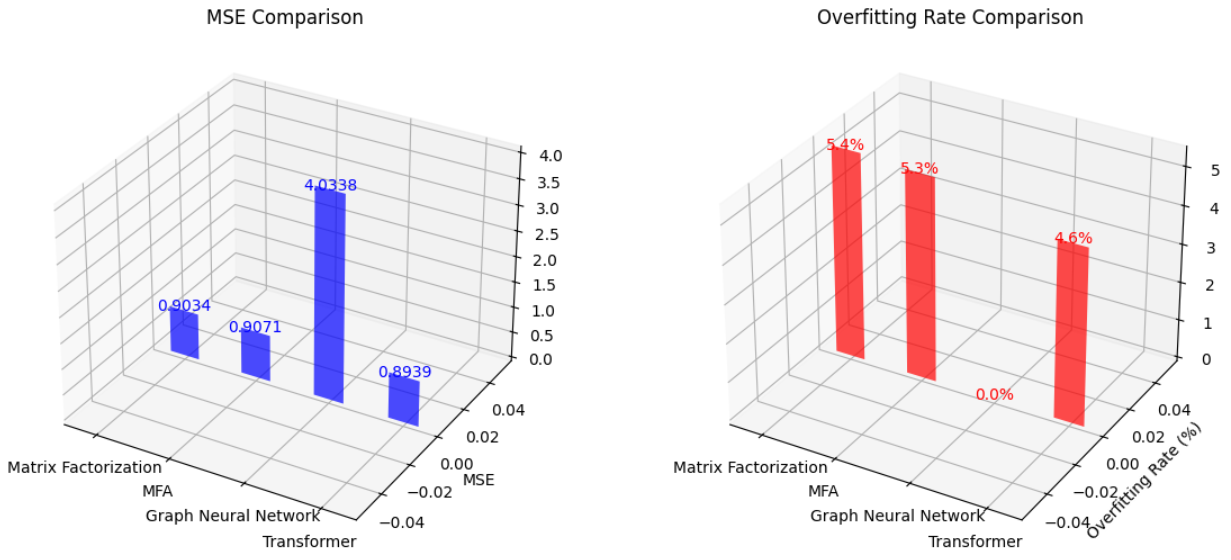 MSE Comparison
4.0338
0.9034
0.9071
0.8939
4.0
3.5
3.0
2.5
2.0
1.5
1.0
0.5
0.0
0.04
0.02
0.00
−0.02
−0.04
MSE
Matrix Factorization
MFA
Graph Neural Network
Transformer
Overfitting Rate Comparison
5.4%
5.3%
0.0%
4.6%
5
4
3
2
1
0
0.04
0.02
0.00
−0.02
−0.04
Overfitting Rate (%)
Matrix Factorization
MFA
Graph Neural Network
Transformer